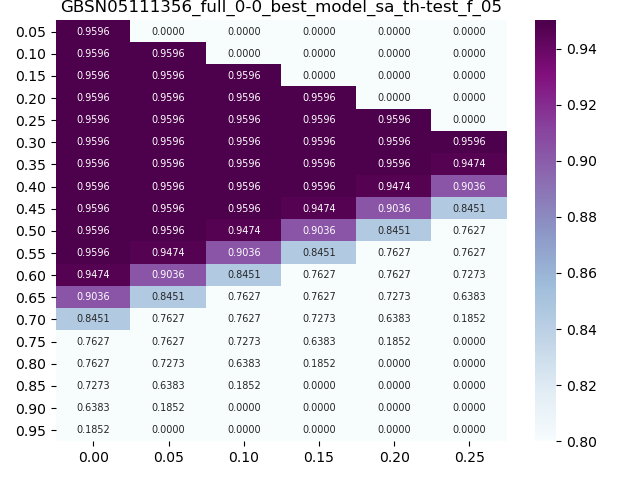 GBSN05111356_full_0-0_best_model_sa_th-test_f_05
0.05 0.9596 0.0000 0.0000 0.0000 0.0000 0.0000
0.10 0.9596 0.9596 0.0000 0.0000 0.0000 0.0000
0.15 0.9596 0.9596 0.9596 0.0000 0.0000 0.0000
0.20 0.9596 0.9596 0.9596 0.9596 0.0000 0.0000
0.25 0.9596 0.9596 0.9596 0.9596 0.9596 0.0000
0.30 0.9596 0.9596 0.9596 0.9596 0.9596 0.9596
0.35 0.9596 0.9596 0.9596 0.9596 0.9596 0.9474
0.40 0.9596 0.9596 0.9596 0.9596 0.9474 0.9036
0.45 0.9596 0.9596 0.9596 0.9474 0.9036 0.8451
0.50 0.9596 0.9596 0.9474 0.9036 0.8451 0.7627
0.55 0.9596 0.9474 0.9036 0.8451 0.7627 0.7627
0.60 0.9474 0.9036 0.8451 0.7627 0.7627 0.7273
0.65 0.9036 0.8451 0.7627 0.7627 0.7273 0.6383
0.70 0.8451 0.7627 0.7627 0.7273 0.6383 0.1852
0.75 0.7627 0.7627 0.7273 0.6383 0.1852 0.0000
0.80 0.7627 0.7273 0.6383 0.1852 0.0000 0.0000
0.85 0.7273 0.6383 0.1852 0.0000 0.0000 0.0000
0.90 0.6383 0.1852 0.0000 0.0000 0.0000 0.0000
0.95 0.1852 0.0000 0.0000 0.0000 0.0000 0.0000
0.00 0.05 0.10 0.15 0.20 0.25
0.94
0.92
0.90
0.88
0.86
0.84
0.82
0.80